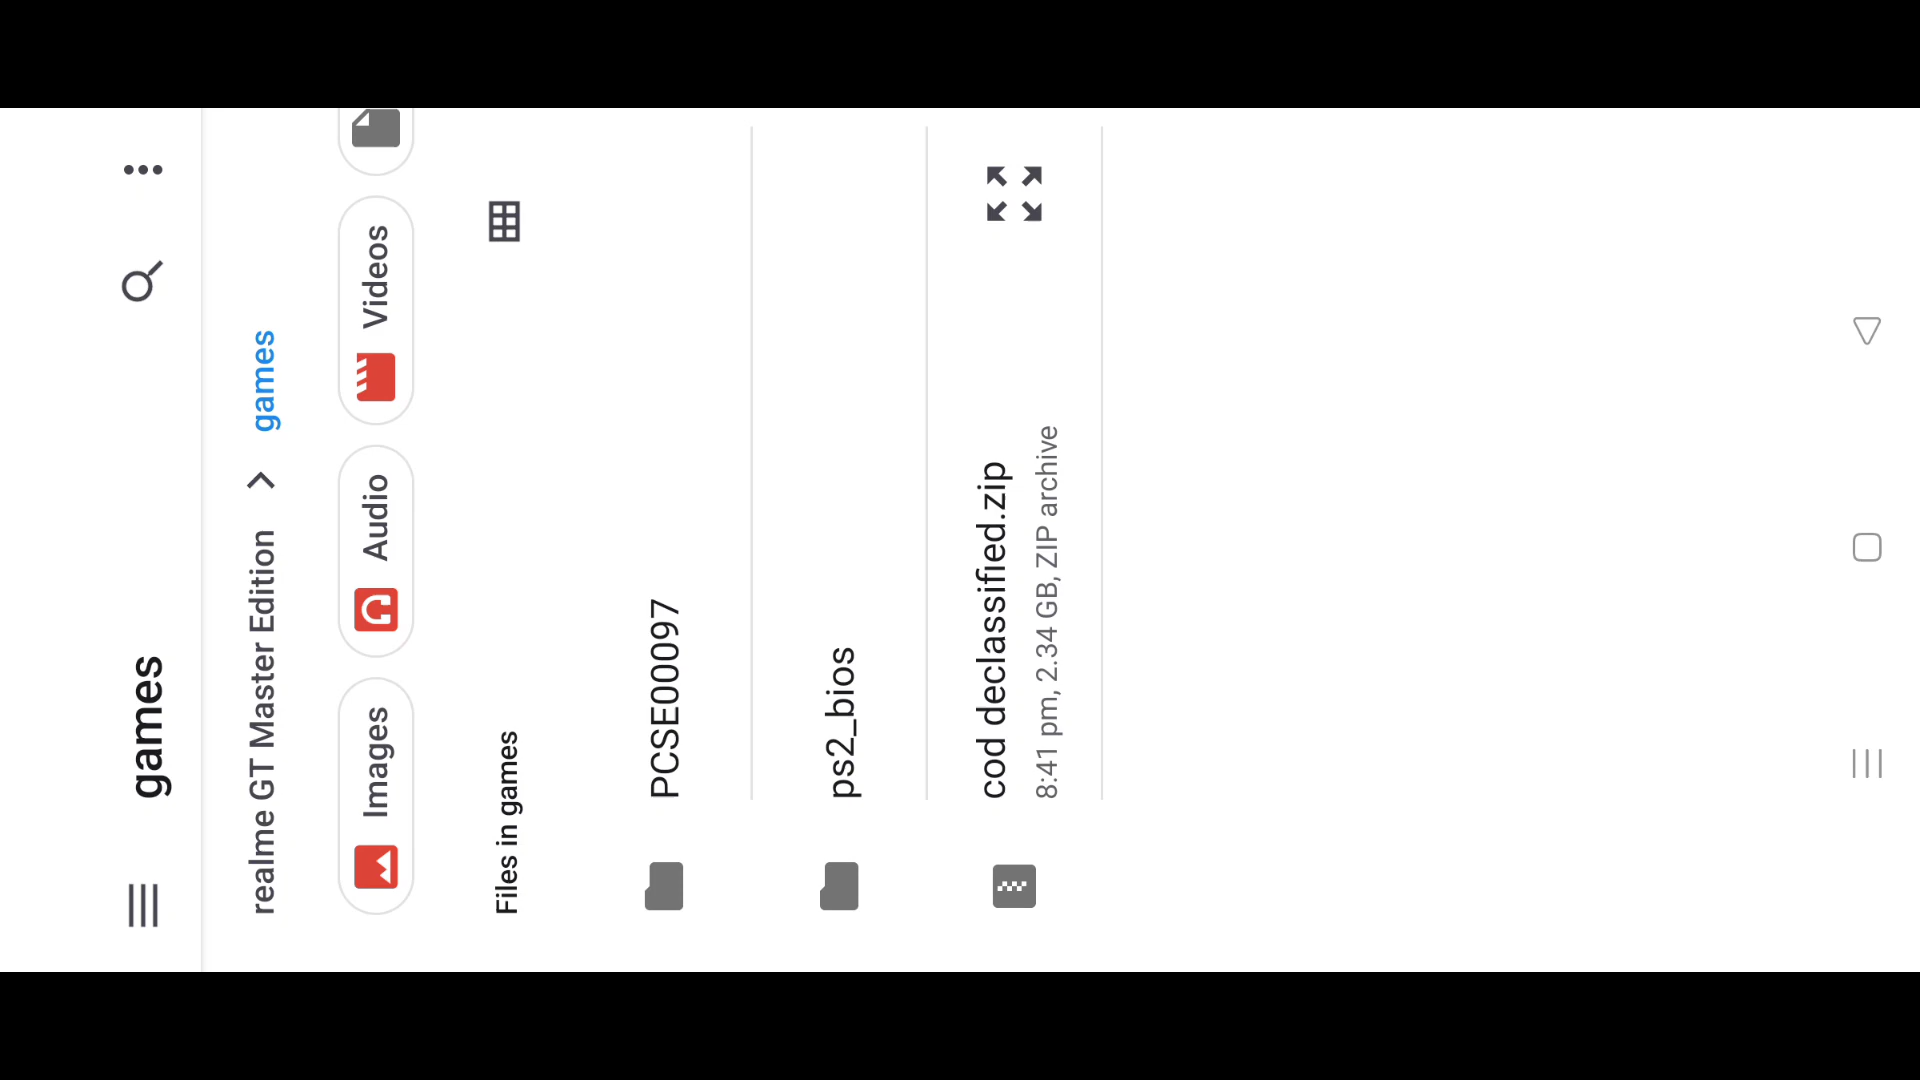 games
realme GT Master Edition > games
Images Audio Videos
Files in games
PCSE00097
ps2_bios
cod declassified.zip
8:41 pm, 2.34 GB, ZIP archive